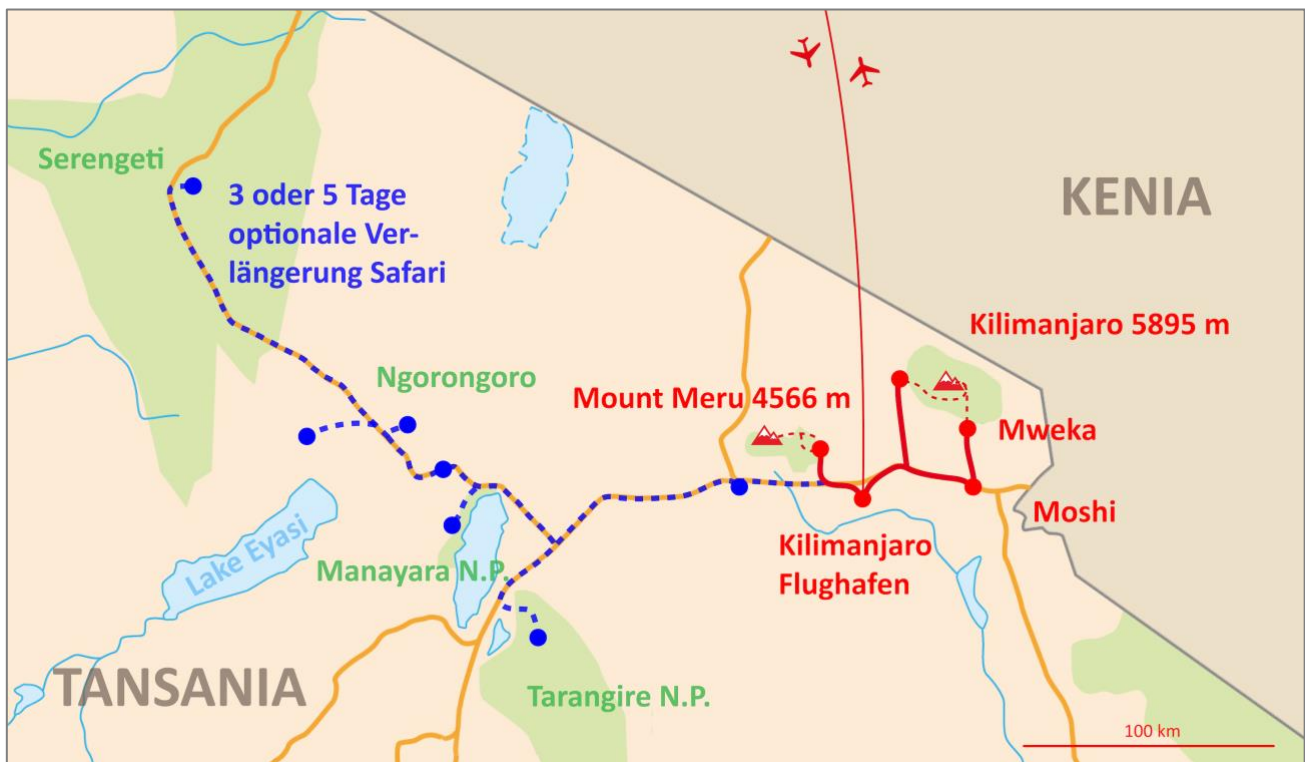 Serengeti
3 oder 5 Tage
optionale Ver-
längerung Safari
KENIA
Kilimanjaro 5895 m
Ngorongoro
Mount Meru 4566 m
Mweka
Moshi
Lake Eyasi
Kilimanjaro
Flughafen
Manayara N.P.
TANSANIA
Tarangire N.P.
100 km